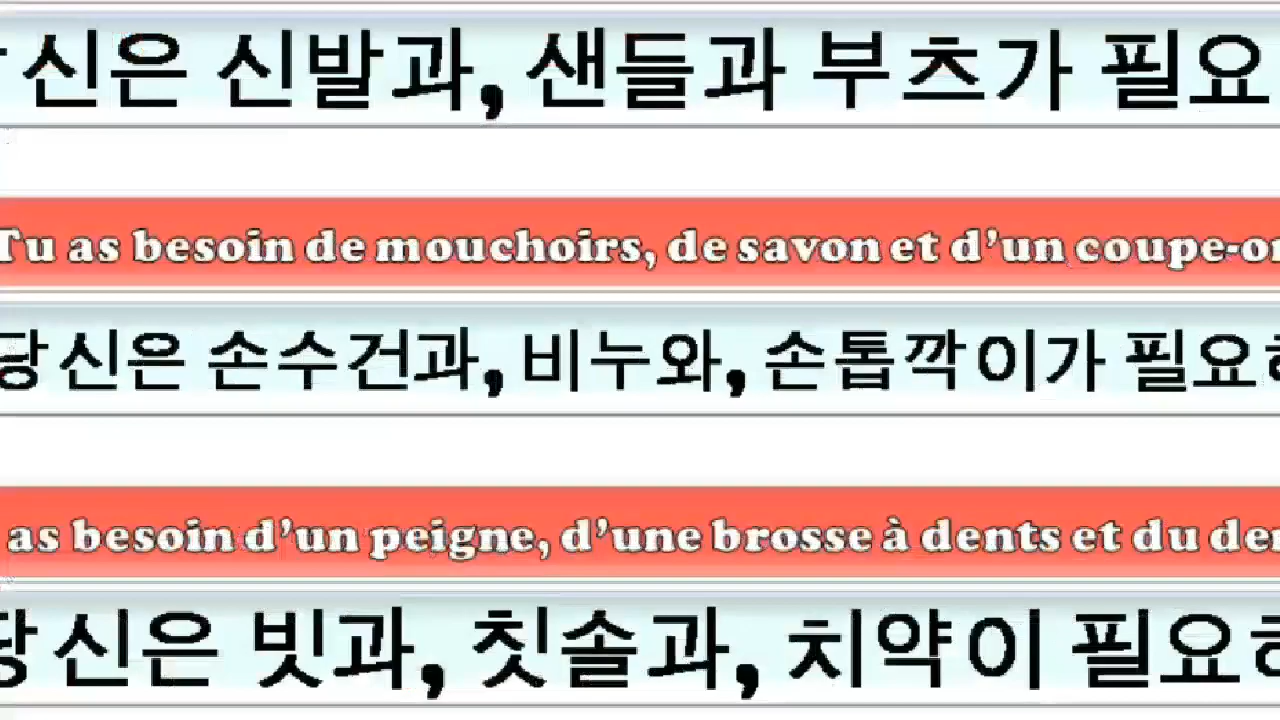 신은 신발과, 샌들과 부츠가 필요
Tu as besoin de mouchoirs, de savon et d’un
당신은 손수건과, 비누와, 손톱깍이가 필요
as besoin d’un peigne, d’une brosse à dents et du
당신은 빗과, 칫솔과, 치약이 필요